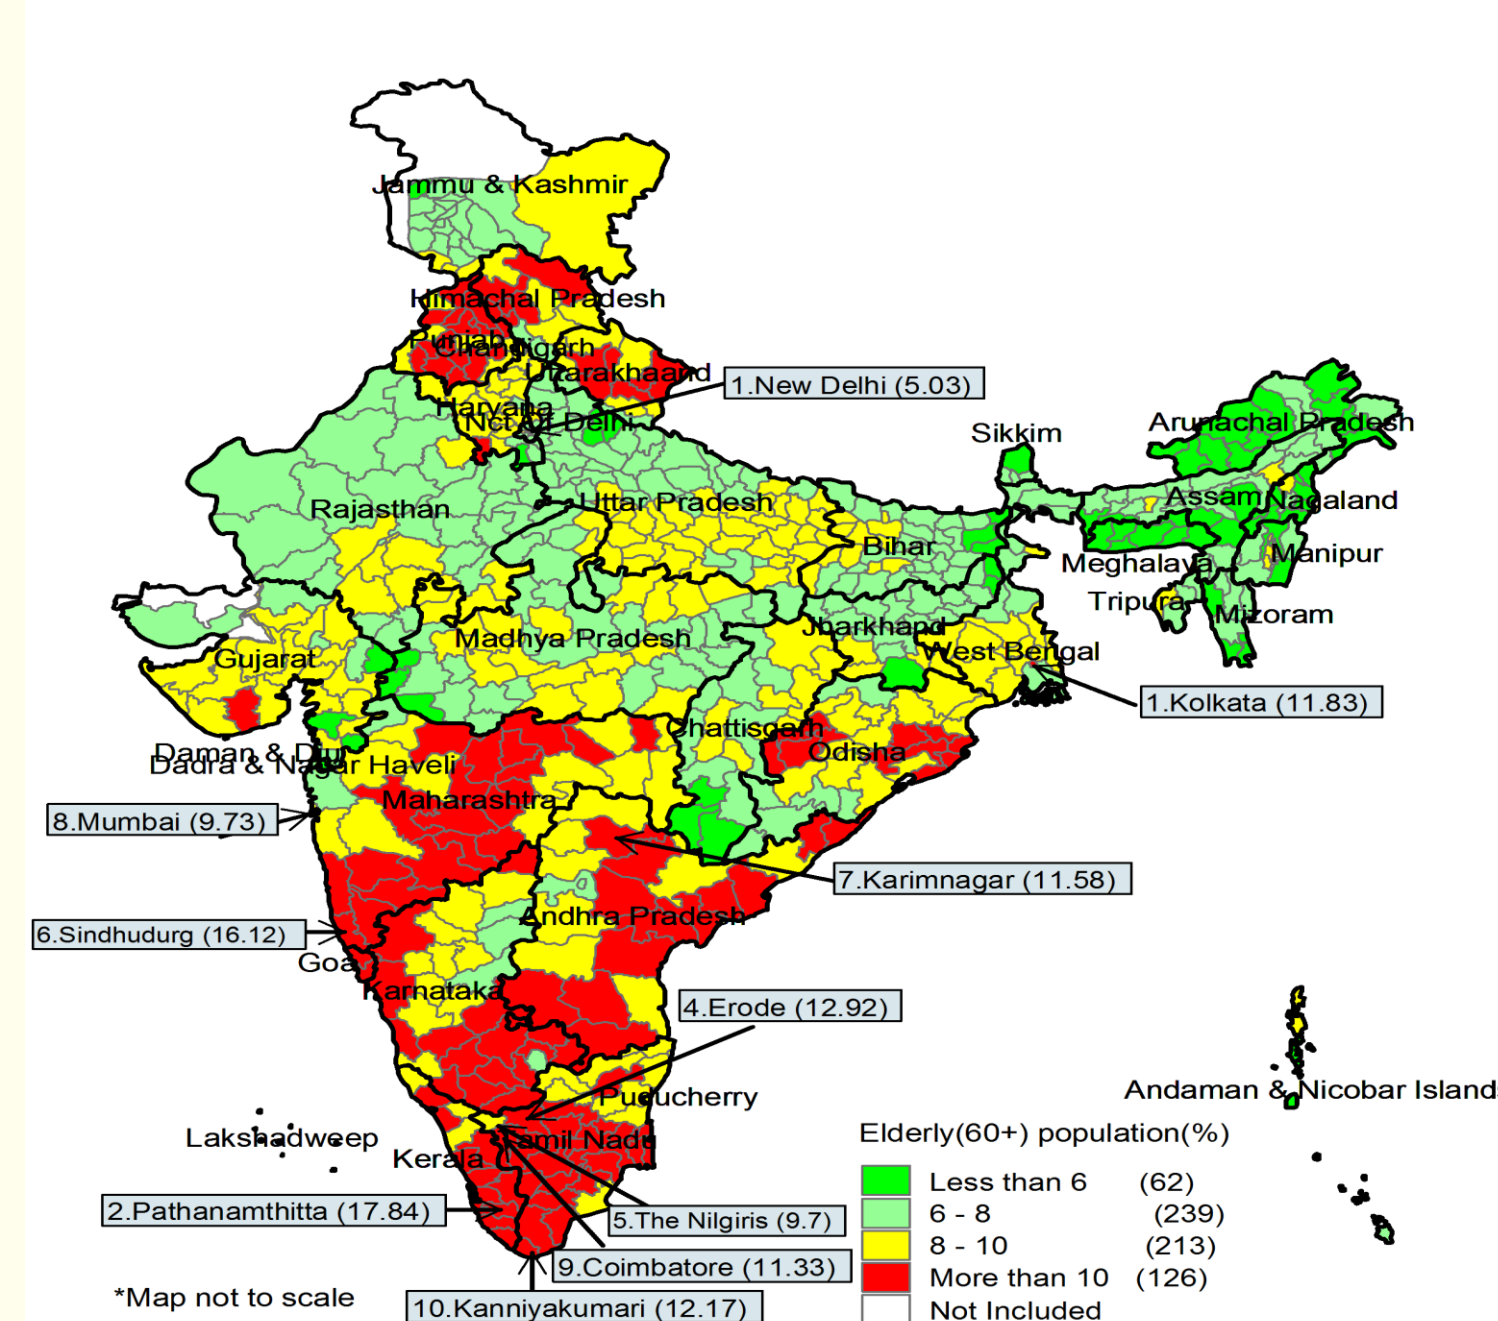 Jammu & Kashmir
Himachal Pradesh
Punjab
Chandigarh
Uttarakhaand
1.New Delhi (5.03)
Haryana
Nct Of Delhi
Arunachal Pradesh
Sikkim
Rajasthan
Uttar Pradesh
Assam
Nagaland
Bihar
Manipur
Meghalaya
Tripura
Mizoram
Jharkhand
Madhya Pradesh
West Bengal
Gujarat
1.Kolkata (11.83)
Chattisgarh
Odisha
Daman & Diu
Dadra & Nagar Haveli
Maharashtra
8.Mumbai (9.73)
7.Karimnagar (11.58)
Andhra Pradesh
6.Sindhudurg (16.12)
Goa
Karnataka
4.Erode (12.92)
Puducherry
Andaman & Nicobar Islands
Lakshadweep
Tamil Nadu
Kerala
2.Pathanamthitta (17.84)
5.The Nilgiris (9.7)
9.Coimbatore (11.33)
10.Kanniyakumari (12.17)
*Map not to scale
Elderly(60+) population(%)
Less than 6 (62)
6 - 8 (239)
8 - 10 (213)
More than 10 (126)
Not Included